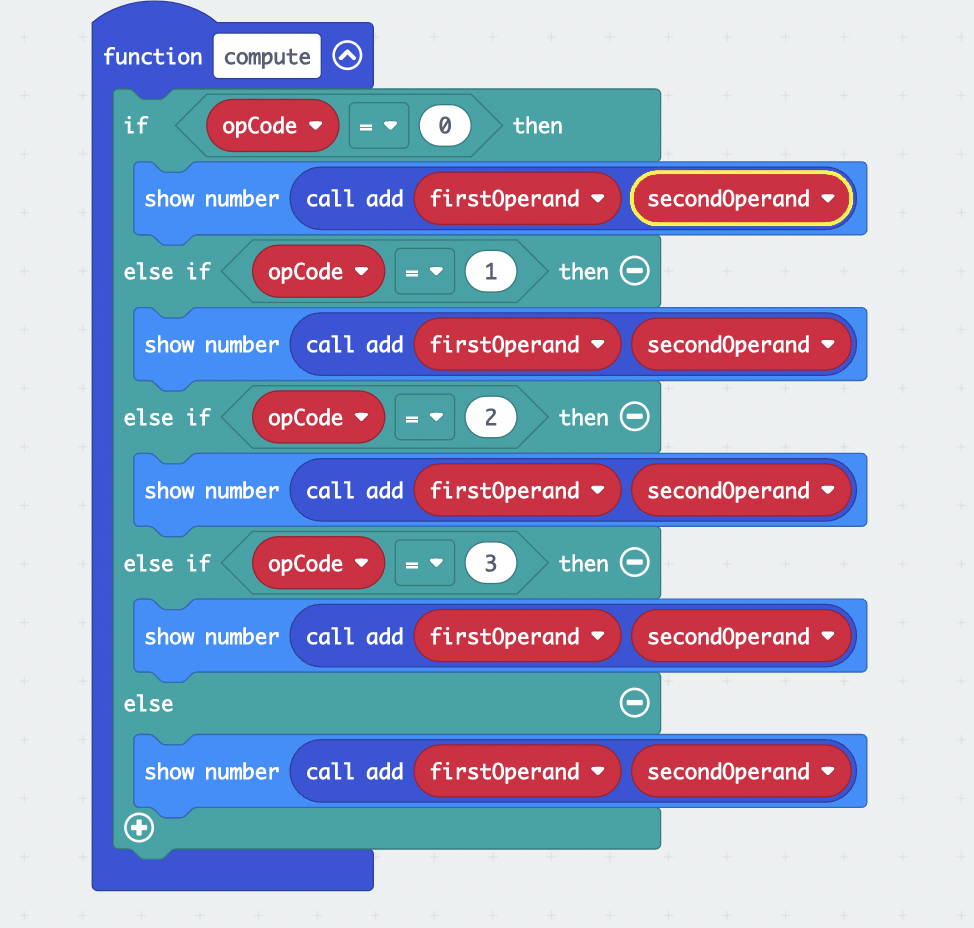 function compute
if opCode = 0 then
show number call add firstOperand secondOperand
else if opCode = 1 then
show number call add firstOperand secondOperand
else if opCode = 2 then
show number call add firstOperand secondOperand
else if opCode = 3 then
show number call add firstOperand secondOperand
else
show number call add firstOperand secondOperand